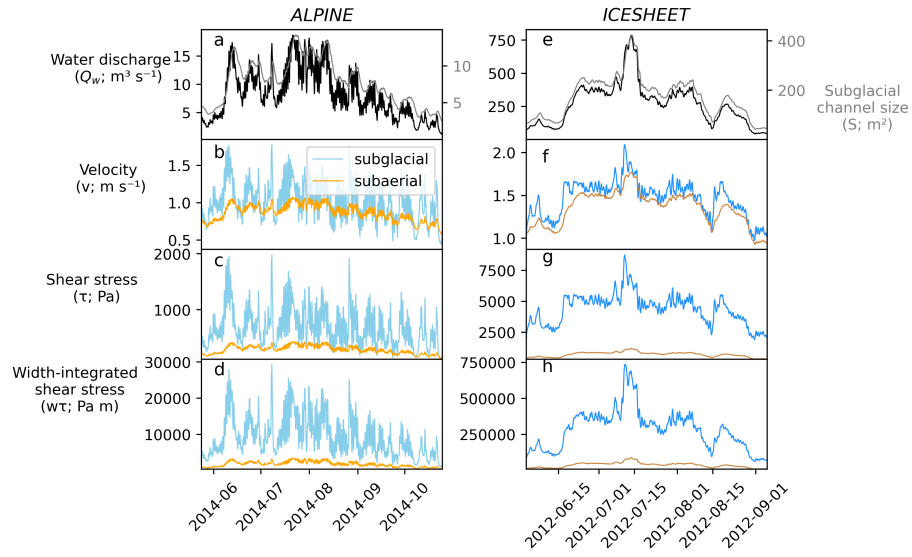 ALPINE
ICESHEET
Water discharge
(Qw; m³ s⁻¹)
a
15
10
5
10
5
e
750
500
250
400
200
Subglacial
channel size
(S; m²)
Velocity
(v; m s⁻¹)
b
1.5
1.0
0.5
subglacial
subaerial
f
2.0
1.5
1.0
Shear stress
(τ; Pa)
c
2000
1000
g
7500
5000
2500
Width-integrated
shear stress
(wτ; Pa m)
d
30000
20000
10000
h
750000
500000
250000
2014-06
2014-07
2014-08
2014-09
2014-10
2012-06-15
2012-07-01
2012-07-15
2012-08-01
2012-08-15
2012-09-01